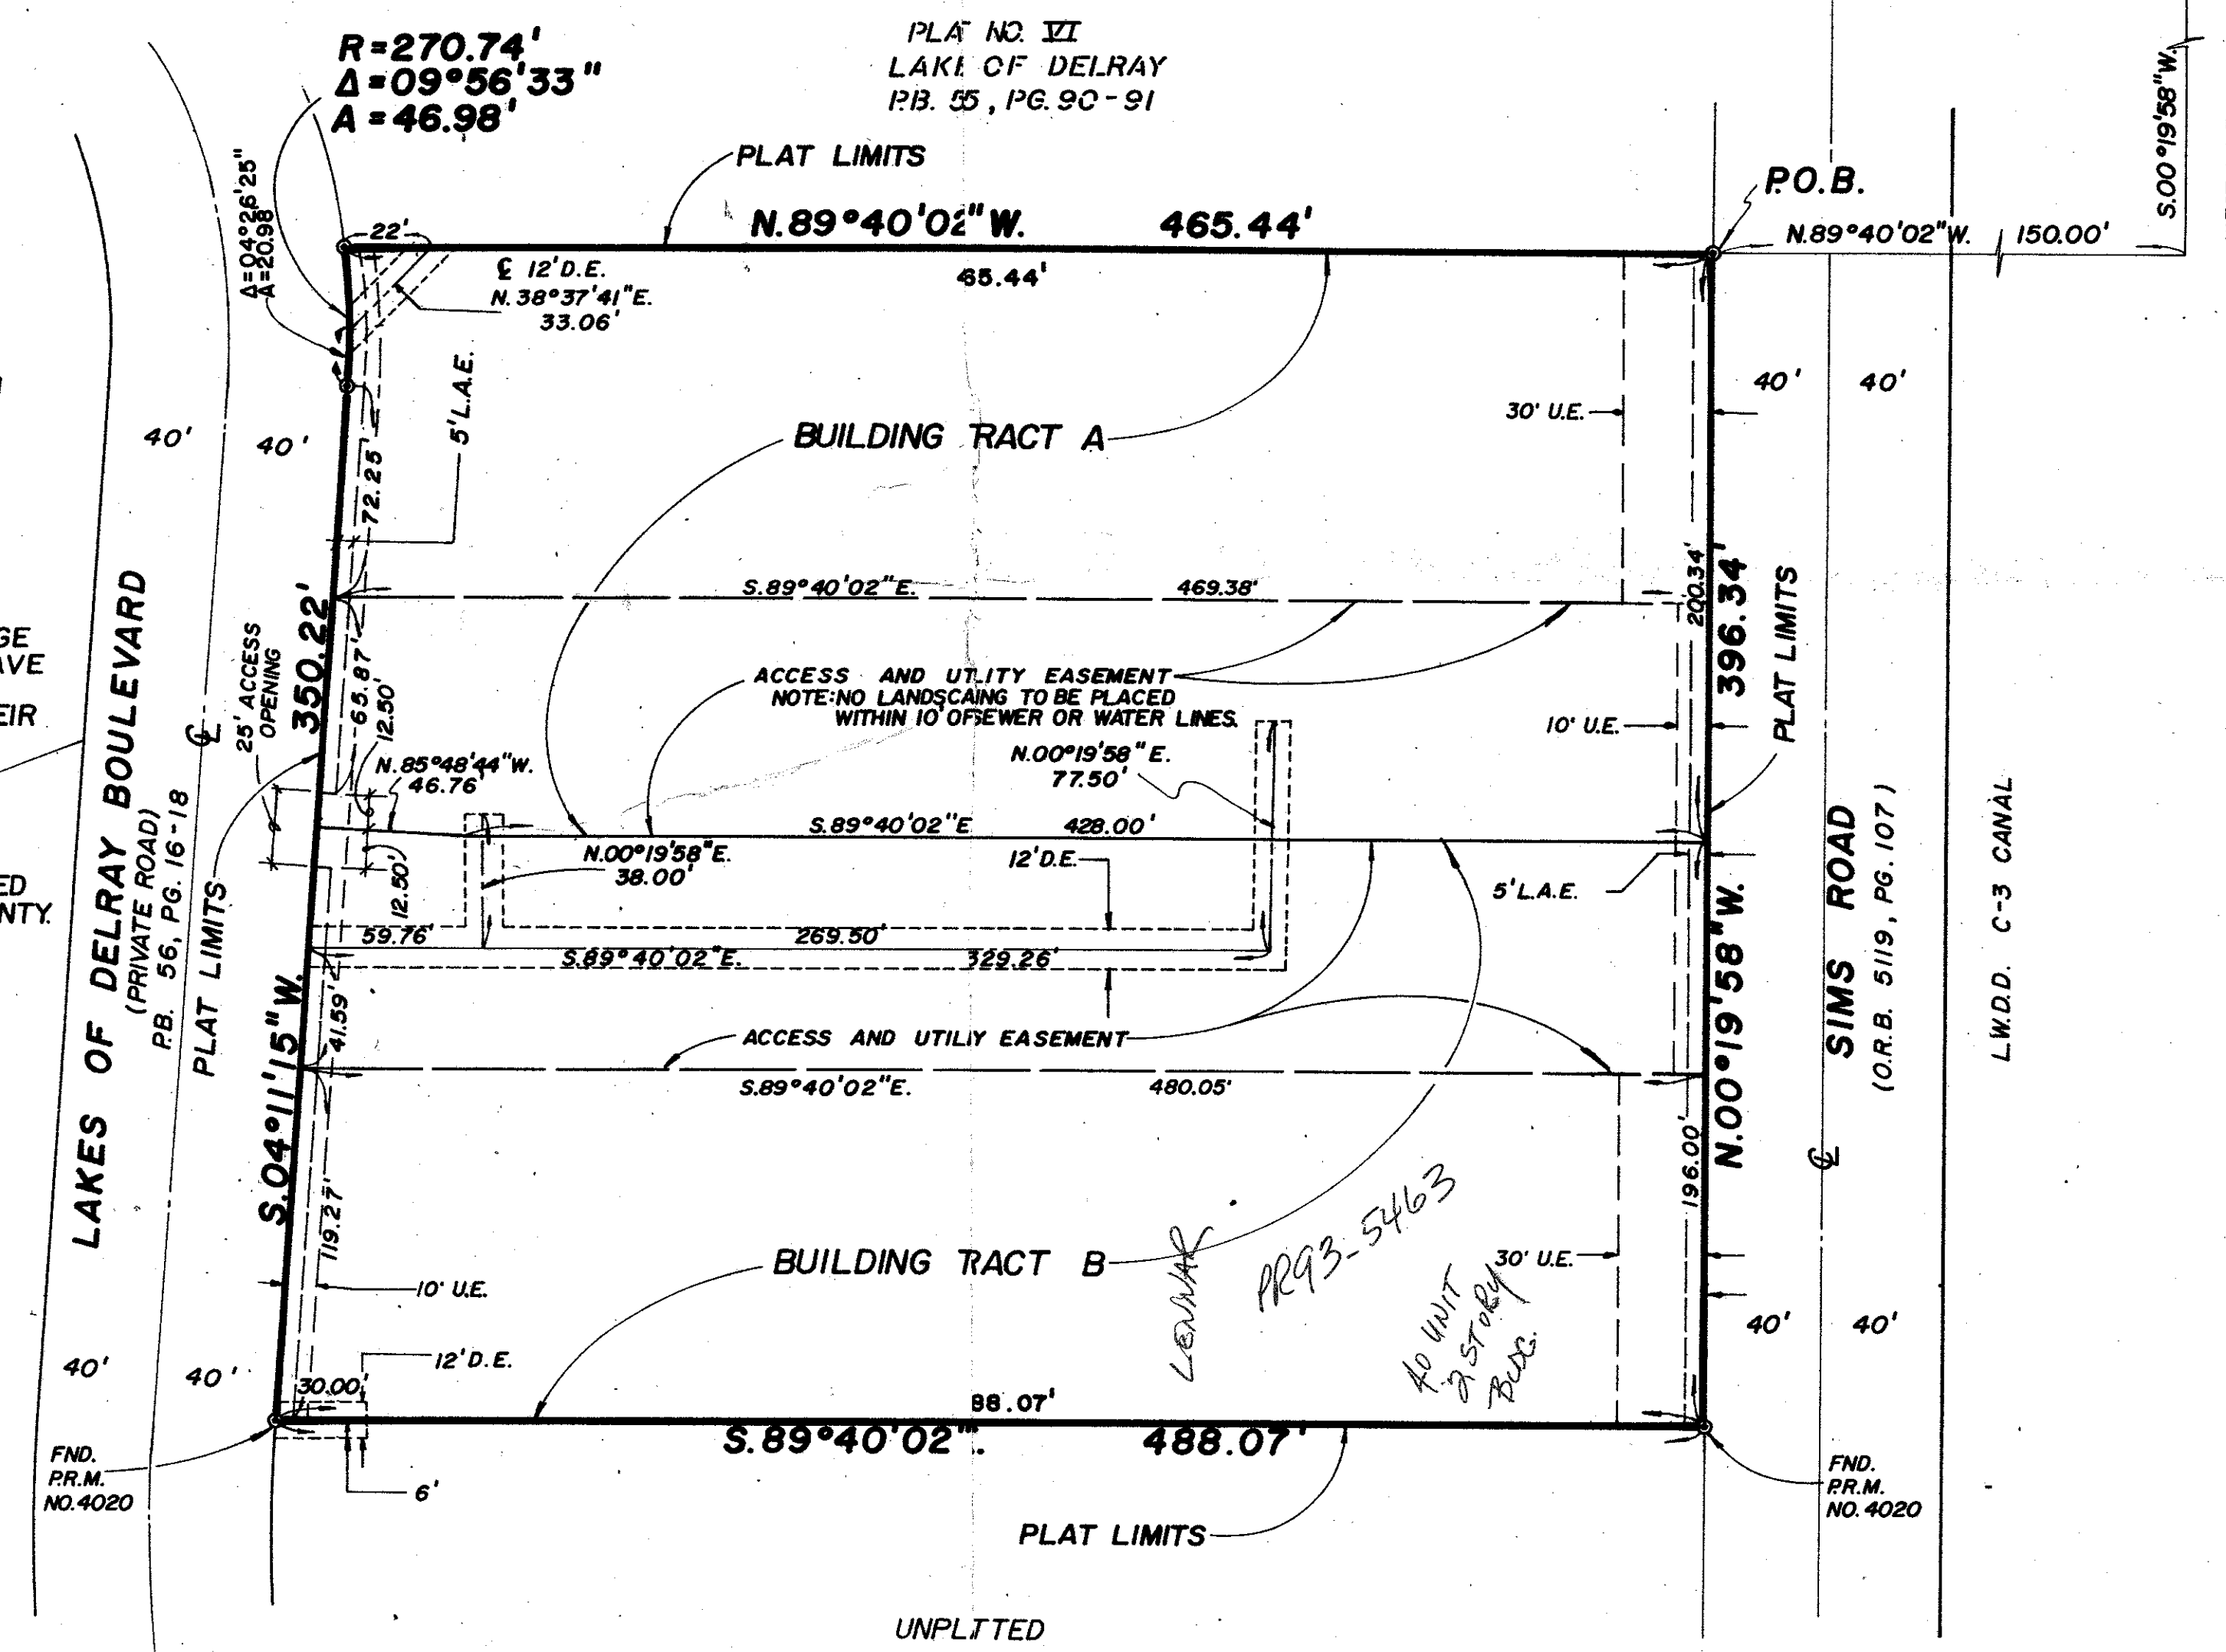 R=270.74'
Δ=09°56'33"
A=46.98'
PLAT NO. VI
LAKE OF DELRAY
P.B. 55, PG. 90-91
PLAT LIMITS
S.00°19'58"W.
P.O.B.
N.89°40'02"W. 465.44'
N.89°40'02"W. 150.00'
Δ=04°26'25"
A=20.98
22'
℄ 12' D.E.
N.38°37'41"E.
33.06'
65.44'
40'
40'
30' U.E.
5' L.A.E.
BUILDING TRACT A
40'
40'
72.25'
S.89°40'02"E. 469.38'
200.34'
396.34'
PLAT LIMITS
GE
AVE
EIR
ED
NTY.
350.22'
25' ACCESS
OPENING
65.87'
12.50'
ACCESS AND UTLITY EASEMENT
NOTE: NO LANDSCAING TO BE PLACED
WITHIN 10' OF SEWER OR WATER LINES.
10' U.E.
N.00°19'58"E.
77.50'
N.85°48'44"W.
46.76'
S.89°40'02"E 428.00'
N.00°19'58"E.
38.00'
12' D.E.
5' L.A.E.
12.50'
LAKES OF DELRAY BOULEVARD
(PRIVATE ROAD)
P.B. 56, PG. 16-18
℄
PLAT LIMITS
59.76'
269.50'
S.89°40'02"E. 329.26'
SIMS ROAD
(O.R.B. 5119, PG. 107)
℄
L.W.D.D. C-3 CANAL
N.00°19'58"W.
S.04°11'15"W.
41.59'
ACCESS AND UTILIY EASEMENT
S.89°40'02"E. 480.05'
119.27'
196.00'
BUILDING TRACT B
LENNAR
PR93-5463
40 UNIT
2 STORY
BLDG.
30' U.E.
10' U.E.
12' D.E.
40'
40'
40'
40'
30.00'
88.07'
S.89°40'02". 488.07'
FND.
P.R.M.
NO. 4020
6'
FND.
P.R.M.
NO. 4020
PLAT LIMITS
UNPLTTED